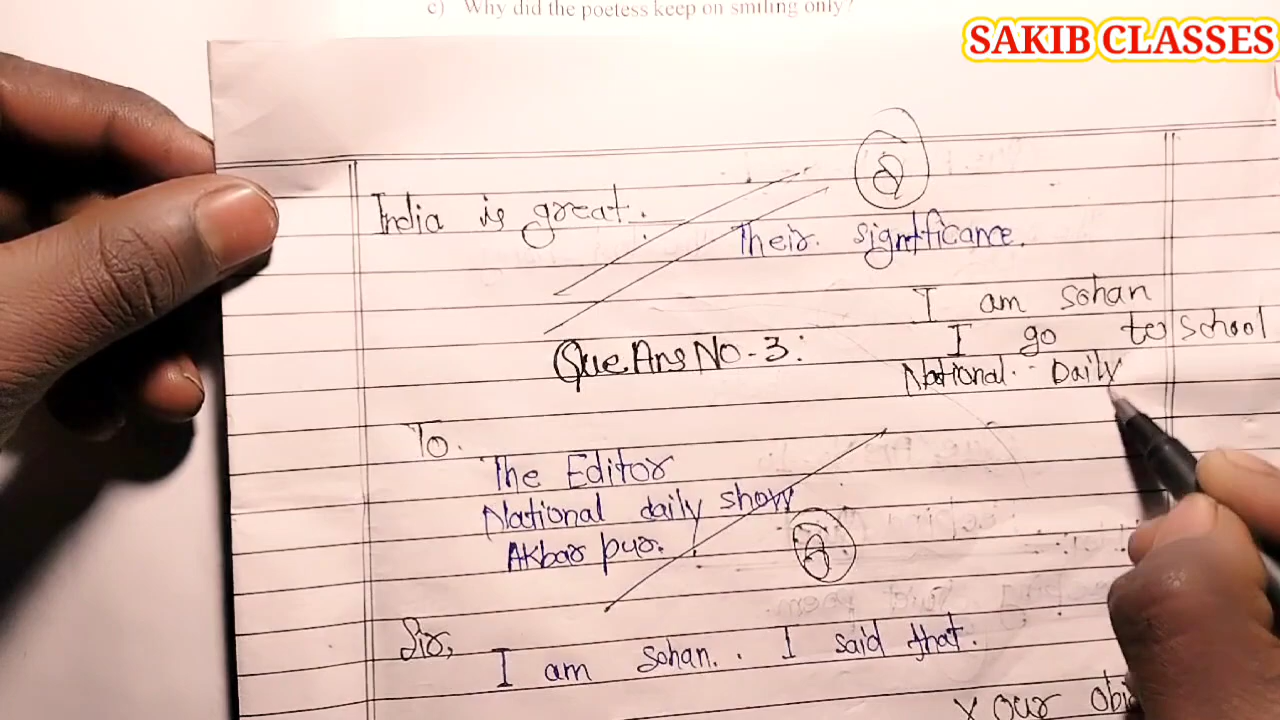 c) Why did the poetess keep on smiling only?
SAKIB CLASSES
India is great.
Their significance.
I am sohan
I go to school
Que Ans No-3:
National Daily
To.
The Editor
National daily show
Akbar pur.
Sir,
I am sohan. I said that.
Your